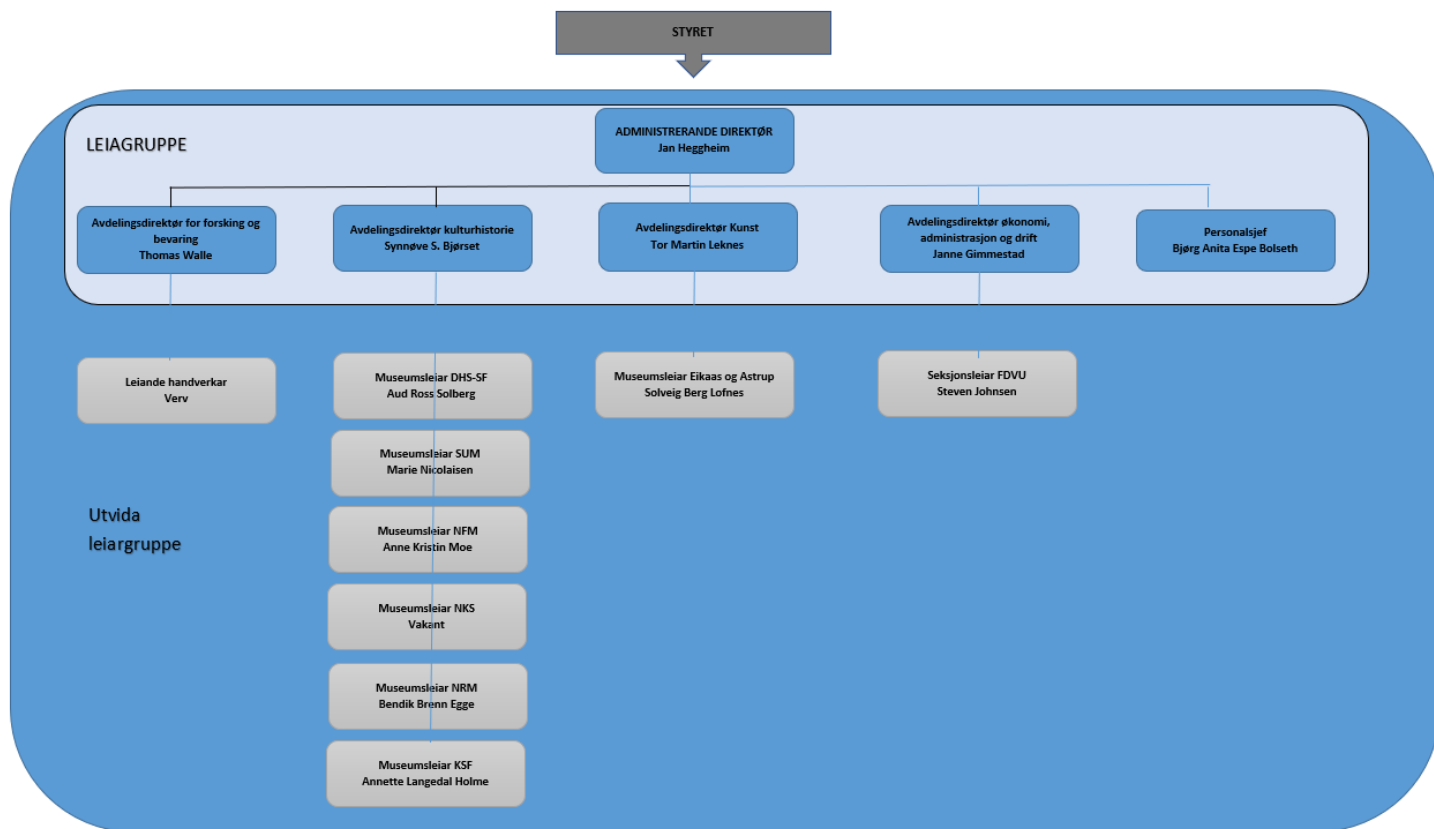 STYRET
LEIAGRUPPE
ADMINISTRERANDE DIREKTØR
Jan Heggheim
Avdelingsdirektør for forsking og
bevaring
Thomas Walle
Avdelingsdirektør kulturhistorie
Synnøve S. Bjørset
Avdelingsdirektør Kunst
Tor Martin Leknes
Avdelingsdirektør økonomi,
administrasjon og drift
Janne Gimmestad
Personalsjef
Bjørg Anita Espe Bolseth
Leiande handverkar
Verv
Museumsleiar DHS-SF
Aud Ross Solberg
Museumsleiar Eikaas og Astrup
Solveig Berg Lofnes
Seksjonsleiar FDVU
Steven Johnsen
Museumsleiar SUM
Marie Nicolaisen
Utvida
leiargruppe
Museumsleiar NFM
Anne Kristin Moe
Museumsleiar NKS
Vakant
Museumsleiar NRM
Bendik Brenn Egge
Museumsleiar KSF
Annette Langedal Holme